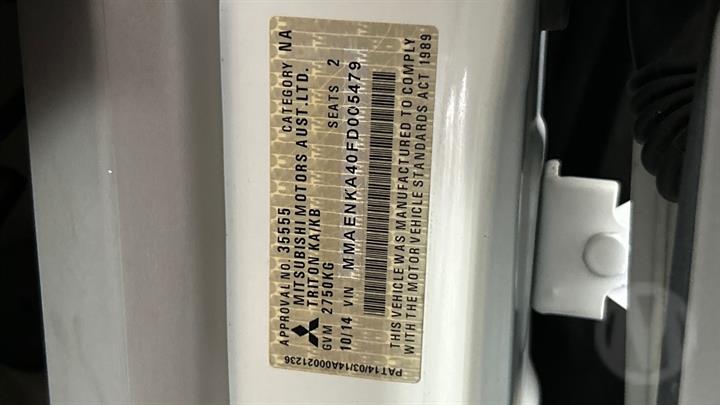 APPROVAL NO. 35555 CATEGORY NA
MITSUBISHI MOTORS AUST.LTD.
TRITON KA/KB
GVM 2750KG SEATS 2
10/14 VIN MMAENKA40FD005479
THIS VEHICLE WAS MANUFACTURED TO COMPLY
WITH THE MOTOR VEHICLE STANDARDS ACT 1989
PAT14/03/14A00021236